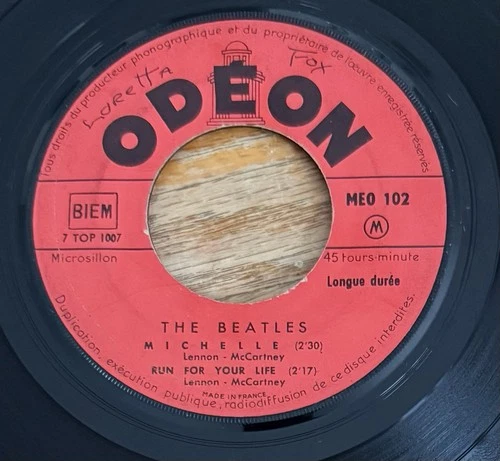 Tous droits du producteur phonographique et du propriétaire de l'œuvre enregistrée réservés
Loretta
ODÉON
BIEM
7 TOP 1007
MEO 102
M
Microsillon
45 tours-minute
Longue durée
THE BEATLES
MICHELLE (2'30)
Lennon - McCartney
RUN FOR YOUR LIFE (2'17)
Lennon - McCartney
MADE IN FRANCE
Duplication, exécution publique, radiodiffusion de ce disque interdites.